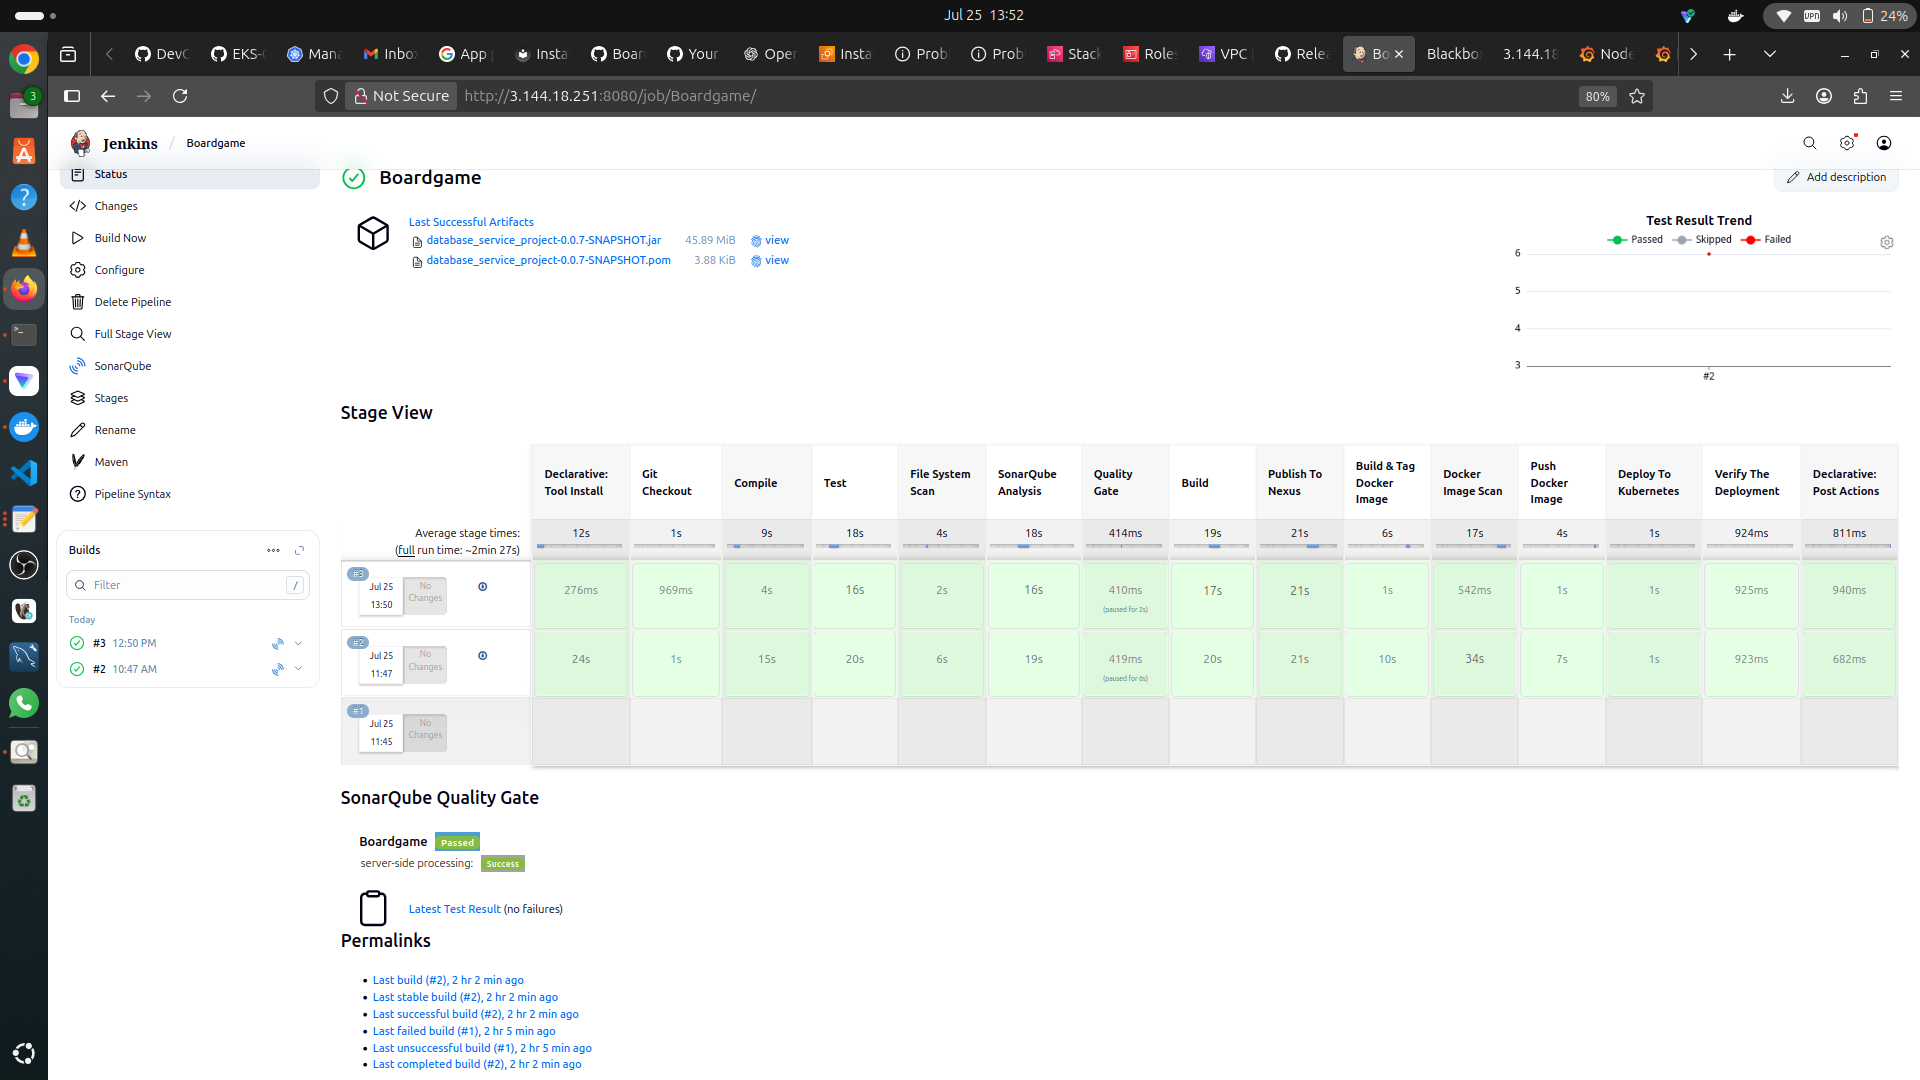 Jul 25 13:52
24%
DevC
EKS-
Mana
Inbox
App
Insta
Boar
Your
Oper
Insta
Prob
Prob
Stack
Roles
VPC
Relea
Bo
Blackbox
3.144.18
Node
Not Secure
http://3.144.18.251:8080/job/Boardgame/
80%
Jenkins / Boardgame
Status
Changes
Build Now
Configure
Delete Pipeline
Full Stage View
SonarQube
Stages
Rename
Maven
Pipeline Syntax
Builds
Filter
/
Today
#3 12:50 PM
#2 10:47 AM
Boardgame
Add description
Last Successful Artifacts
database_service_project-0.0.7-SNAPSHOT.jar 45.89 MiB view
database_service_project-0.0.7-SNAPSHOT.pom 3.88 KiB view
Test Result Trend
Passed Skipped Failed
6
5
4
3
#2
Stage View
Declarative: Tool Install
Git Checkout
Compile
Test
File System Scan
SonarQube Analysis
Quality Gate
Build
Publish To Nexus
Build & Tag Docker Image
Docker Image Scan
Push Docker Image
Deploy To Kubernetes
Verify The Deployment
Declarative: Post Actions
Average stage times:
(full run time: ~2min 27s)
12s 1s 9s 18s 4s 18s 414ms 19s 21s 6s 17s 4s 1s 924ms 811ms
#3
Jul 25
13:50
No Changes
276ms 969ms 4s 16s 2s 16s 410ms 17s 21s 1s 542ms 1s 1s 925ms 940ms
(paused for 2s)
#2
Jul 25
11:47
No Changes
24s 1s 15s 20s 6s 19s 419ms 20s 21s 10s 34s 7s 1s 923ms 682ms
(paused for 6s)
#1
Jul 25
11:45
No Changes
SonarQube Quality Gate
Boardgame Passed
server-side processing: Success
Latest Test Result (no failures)
Permalinks
Last build (#2), 2 hr 2 min ago
Last stable build (#2), 2 hr 2 min ago
Last successful build (#2), 2 hr 2 min ago
Last failed build (#1), 2 hr 5 min ago
Last unsuccessful build (#1), 2 hr 5 min ago
Last completed build (#2), 2 hr 2 min ago